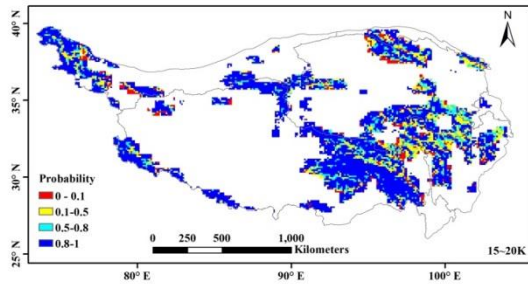 40° N
N
35° N
30° N
25° N
Probability
0 - 0.1
0.1-0.5
0.5-0.8
0.8-1
0 250 500 1,000
Kilometers
15~20K
80° E 90° E 100° E